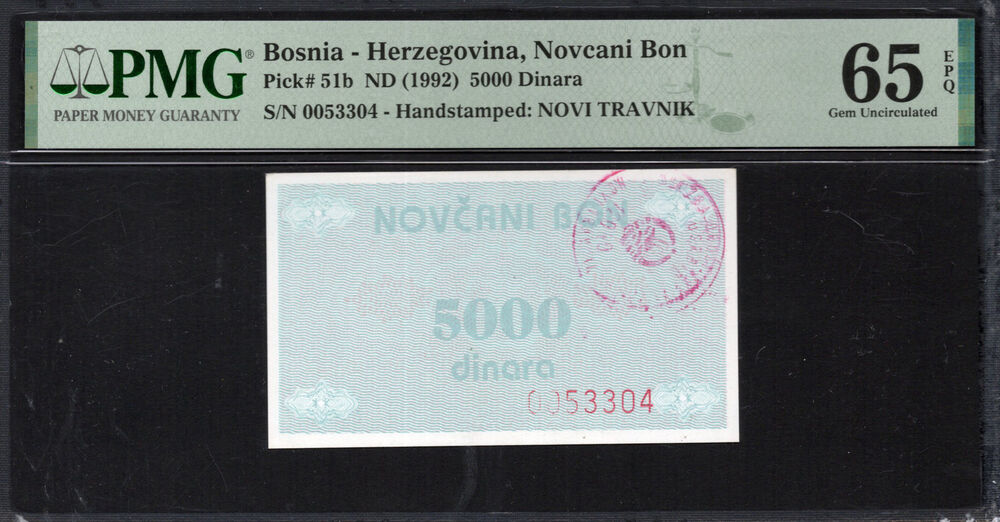 PMG®
PAPER MONEY GUARANTY
Bosnia - Herzegovina, Novcani Bon
Pick# 51b ND (1992) 5000 Dinara
S/N 0053304 - Handstamped: NOVI TRAVNIK
65 EPQ
Gem Uncirculated
NOVČANI BON
5000
dinara
0053304